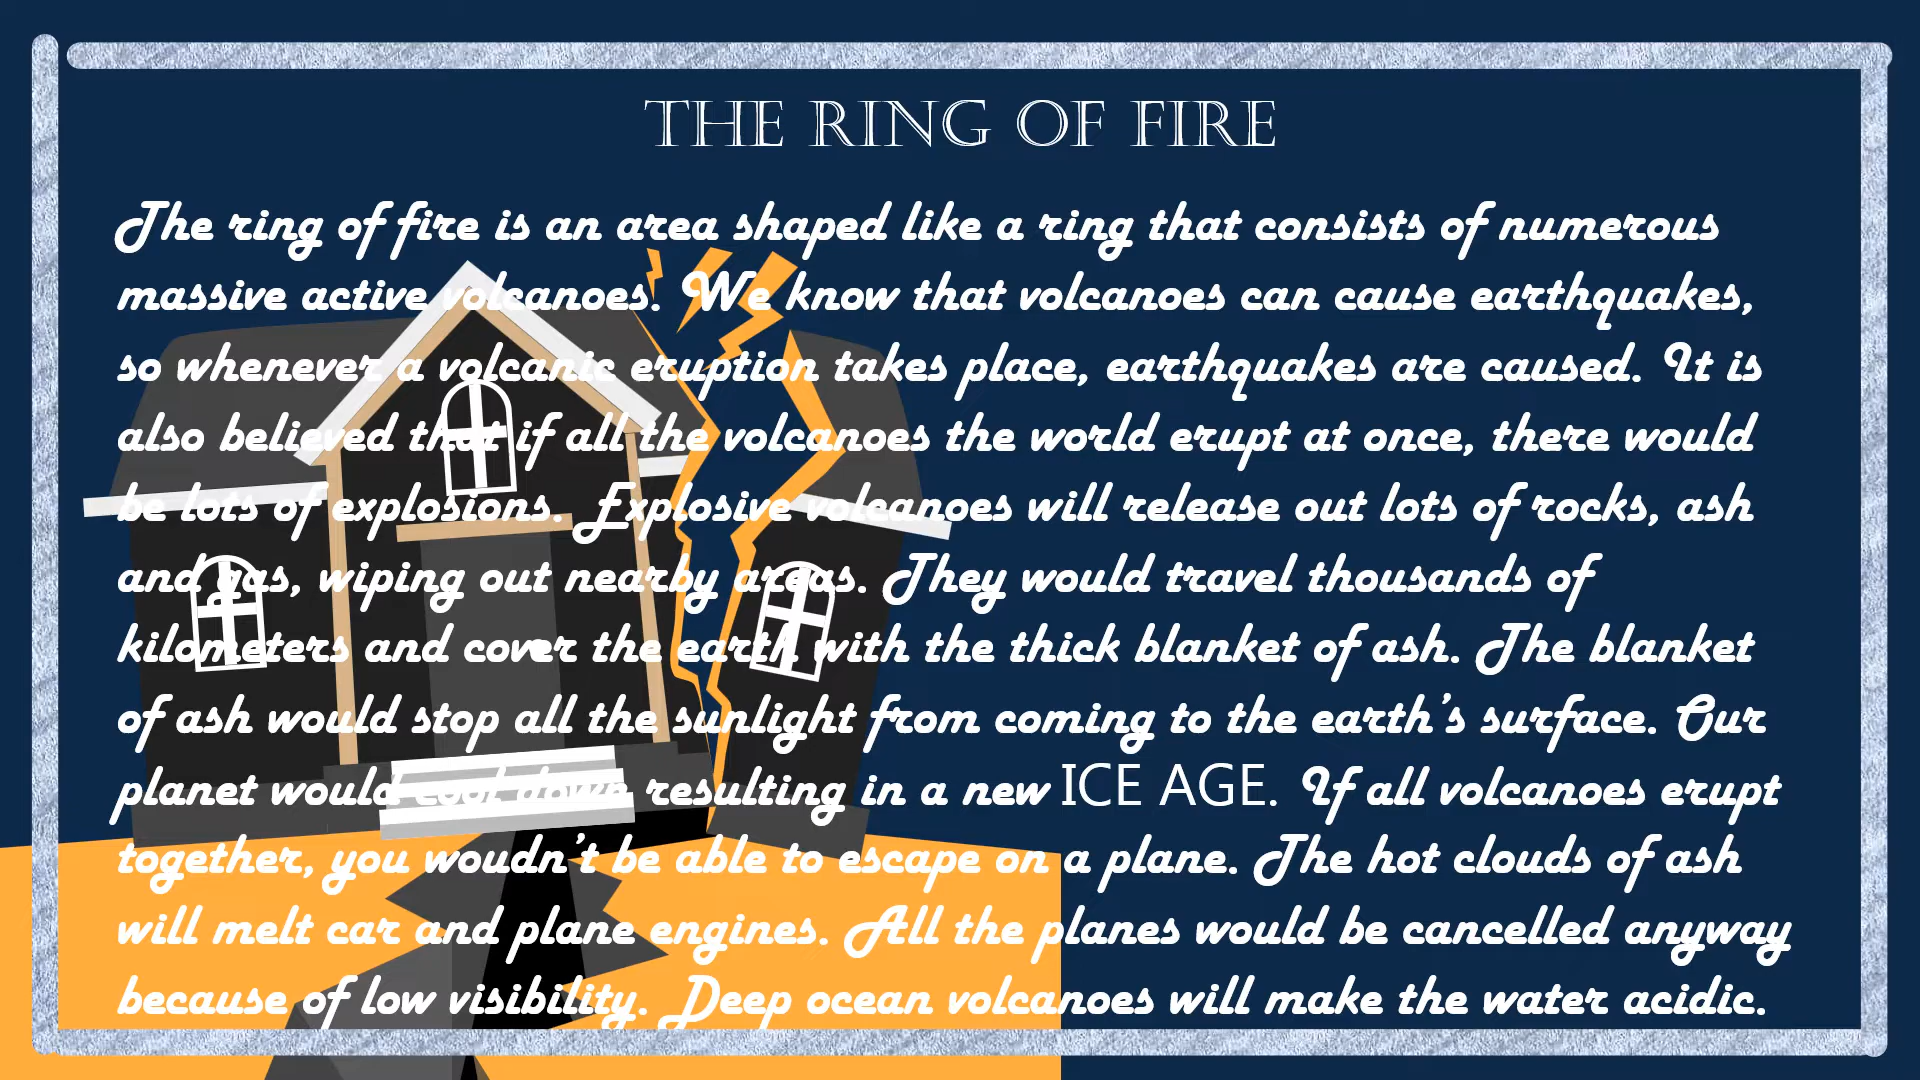 THE RING OF FIRE
The ring of fire is an area shaped like a ring that consists of numerous
massive active volcanoes. We know that volcanoes can cause earthquakes,
so whenever a volcanic eruption takes place, earthquakes are caused. It is
also believed that if all the volcanoes the world erupt at once, there would
be lots of explosions. Explosive volcanoes will release out lots of rocks, ash
and gas, wiping out nearby areas. They would travel thousands of
kilometers and cover the earth with the thick blanket of ash. The blanket
of ash would stop all the sunlight from coming to the earth's surface. Our
planet would cool down resulting in a new ICE AGE. If all volcanoes erupt
together, you woudn't be able to escape on a plane. The hot clouds of ash
will melt car and plane engines. All the planes would be cancelled anyway
because of low visibility. Deep ocean volcanoes will make the water acidic.